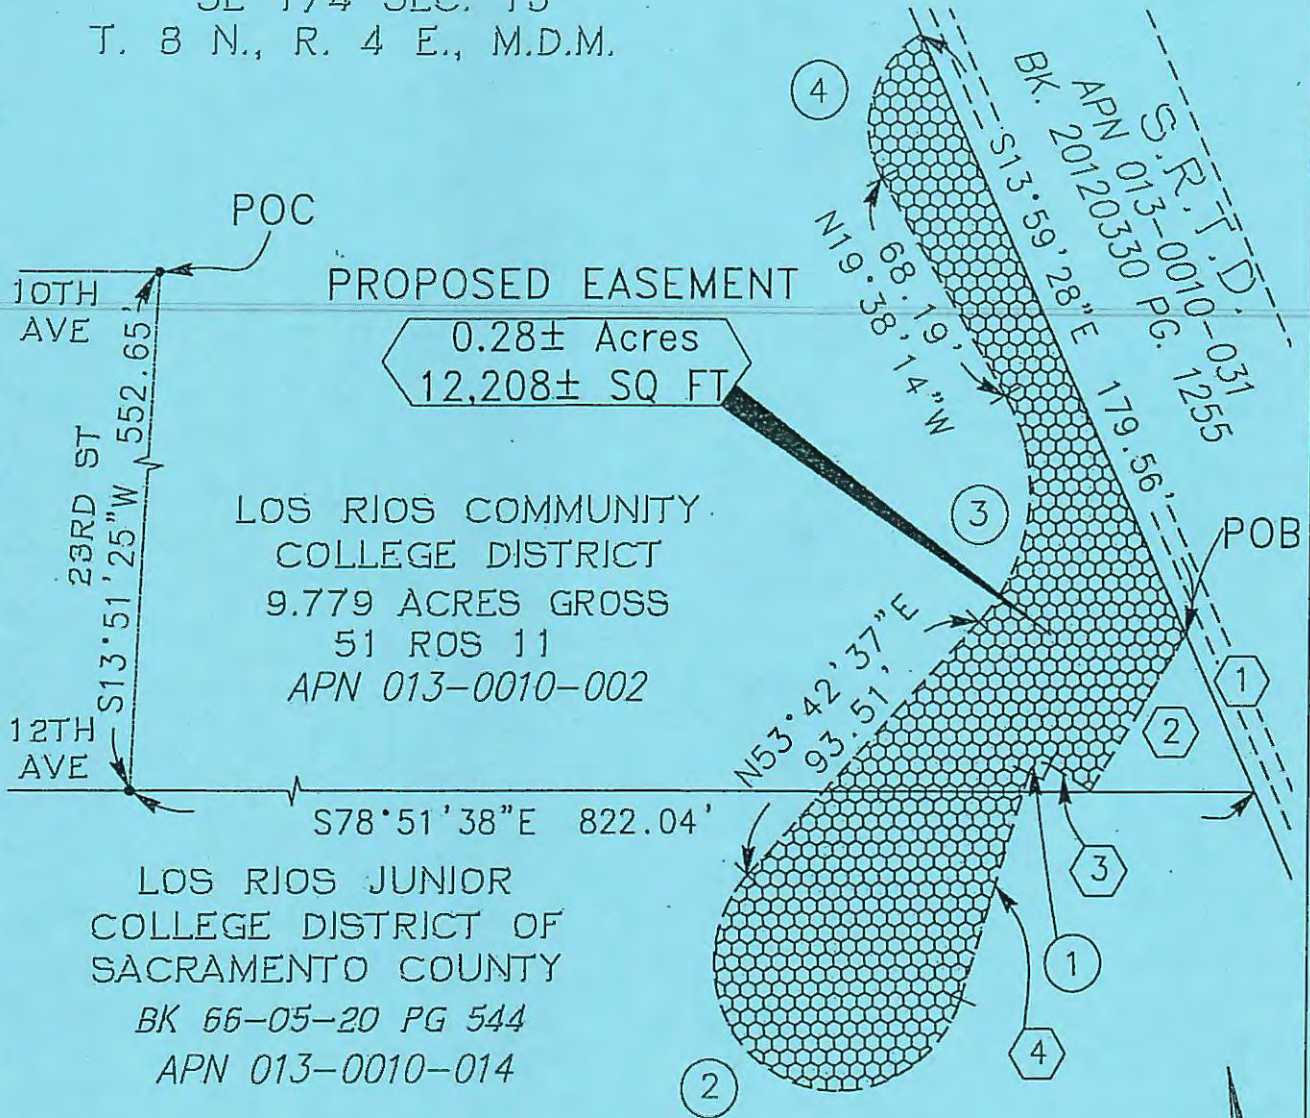 T. 8 N., R. 4 E., M.D.M.
4
S.R.T.D.
APN 013-0010-031
BK. 20120330 PG. 1255
S13°59'28"E 179.56'
N19°38'14"W
68.19'
POC
10TH
AVE
PROPOSED EASEMENT
0.28± Acres
12,208± SQ FT
23RD ST
S13°51'25"W 552.65'
LOS RIOS COMMUNITY
COLLEGE DISTRICT
9.779 ACRES GROSS
51 ROS 11
APN 013-0010-002
3
POB
N53°42'37"E
93.51'
1
2
12TH
AVE
S78°51'38"E 822.04'
3
1
4
LOS RIOS JUNIOR
COLLEGE DISTRICT OF
SACRAMENTO COUNTY
BK 66-05-20 PG 544
APN 013-0010-014
2